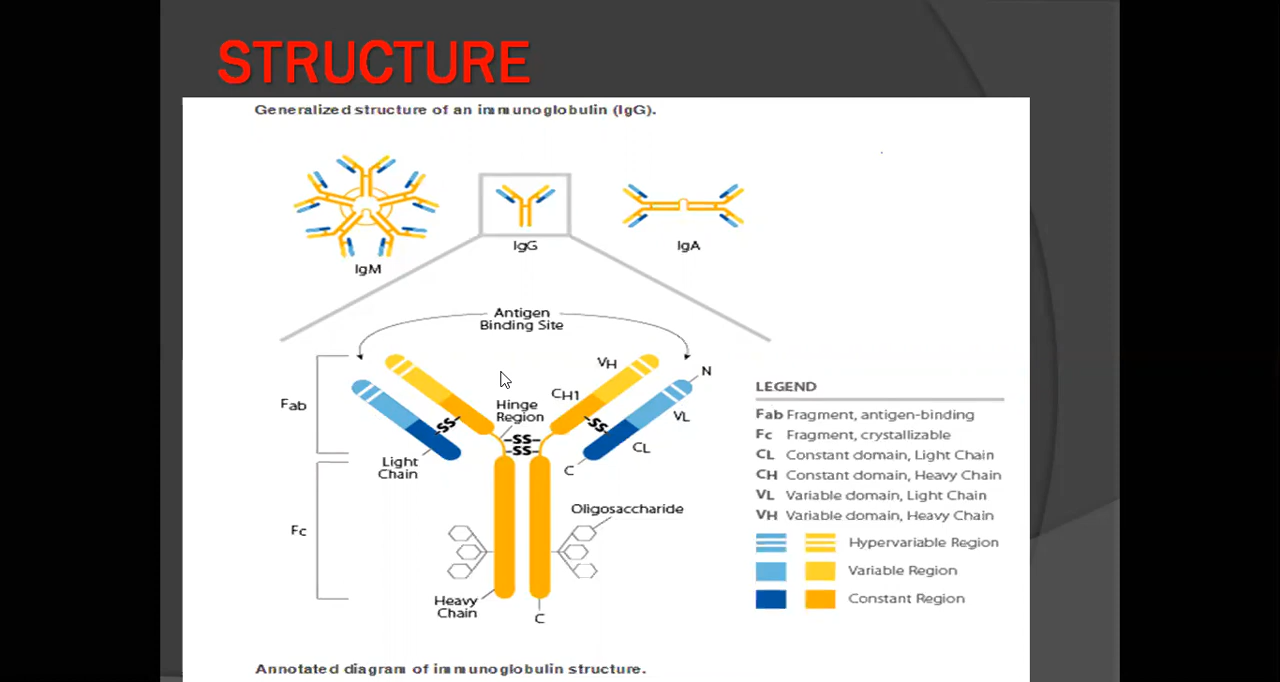 STRUCTURE
Generalized structure of an immunoglobulin (IgG).
IgM
IgG
IgA
Antigen
Binding Site
Fab
Fc
VH
N
CH1
VL
Hinge
Region
-SS-
-SS-
-SS-
-SS-
CL
C
Light
Chain
Oligosaccharide
Heavy
Chain
C
LEGEND
Fab Fragment, antigen-binding
Fc Fragment, crystallizable
CL Constant domain, Light Chain
CH Constant domain, Heavy Chain
VL Variable domain, Light Chain
VH Variable domain, Heavy Chain
Hypervariable Region
Variable Region
Constant Region
Annotated diagram of immunoglobulin structure.